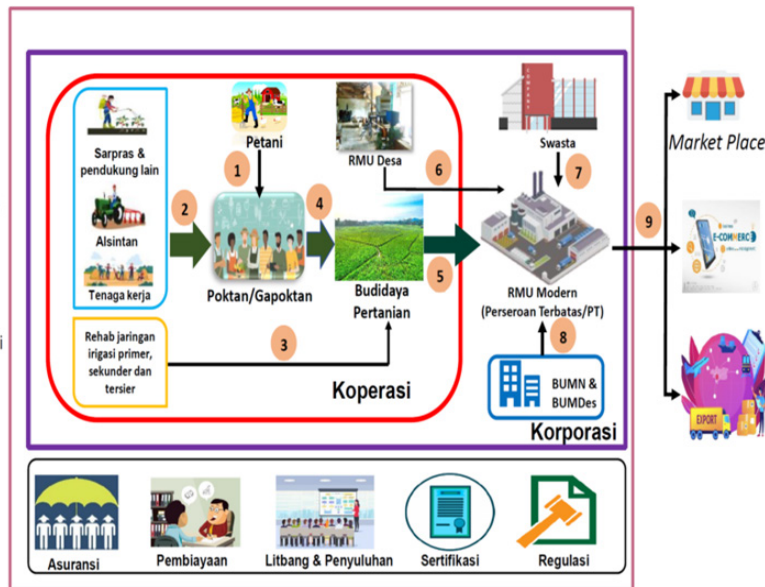 Petani
RMU Desa
Swasta
Market Place
Sarpras &
pendukung lain
Alsintan
Tenaga kerja
1
2
4
6
7
9
E-COMMERC
Poktan/Gapoktan
Budidaya
Pertanian
5
RMU Modern
(Perseroan Terbatas/PT)
Rehab jaringan
irigasi primer,
sekunder dan
tersier
3
8
i
Koperasi
BUMN &
BUMDes
Korporasi
EXPORT
Asuransi
Pembiayaan
Litbang & Penyuluhan
Sertifikasi
Regulasi